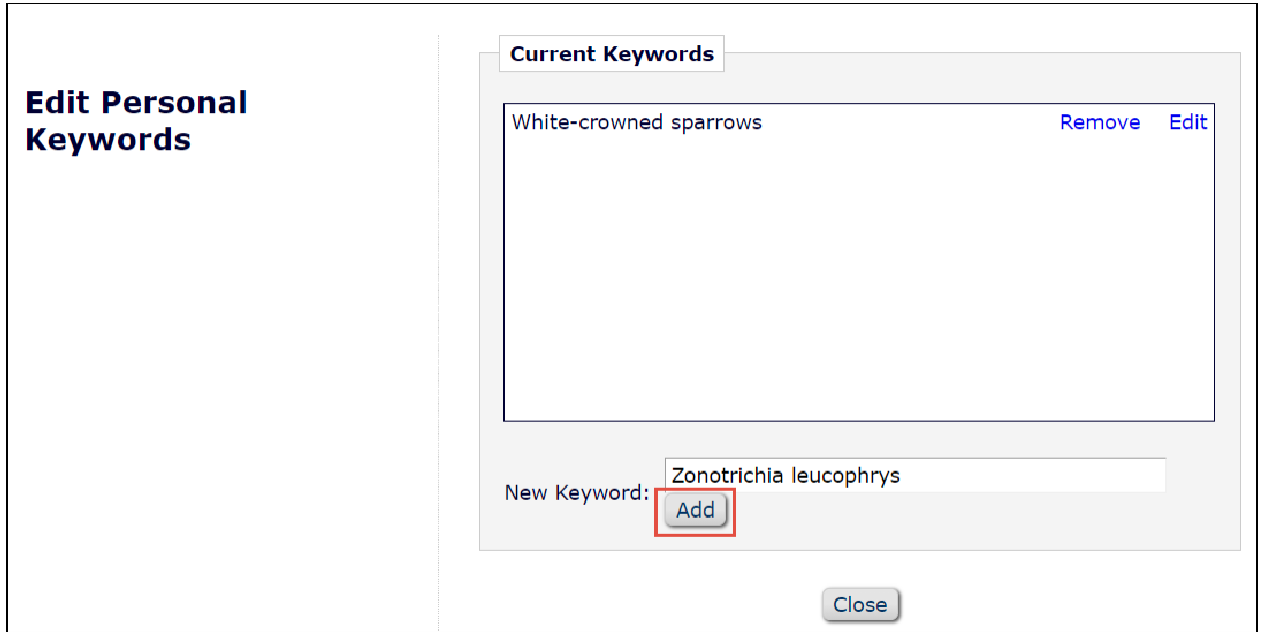 Edit Personal
Keywords
Current Keywords
White-crowned sparrows Remove Edit
New Keyword: Zonotrichia leucophrys
Add
Close